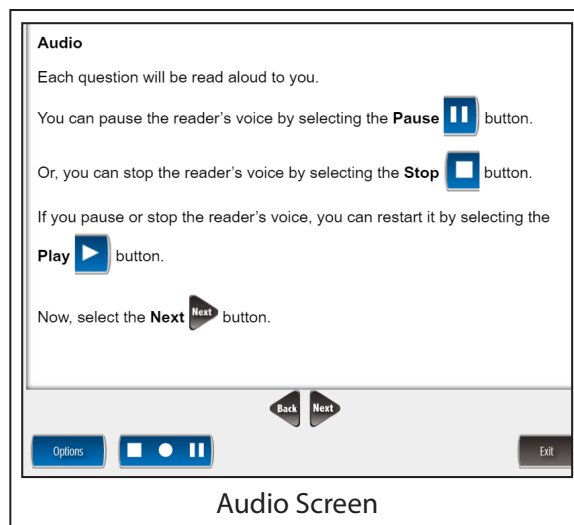 Audio
Each question will be read aloud to you.
You can pause the reader’s voice by selecting the Pause button.
Or, you can stop the reader’s voice by selecting the Stop button.
If you pause or stop the reader’s voice, you can restart it by selecting the
Play button.
Now, select the Next Next button.
Back Next
Options Exit
Audio Screen